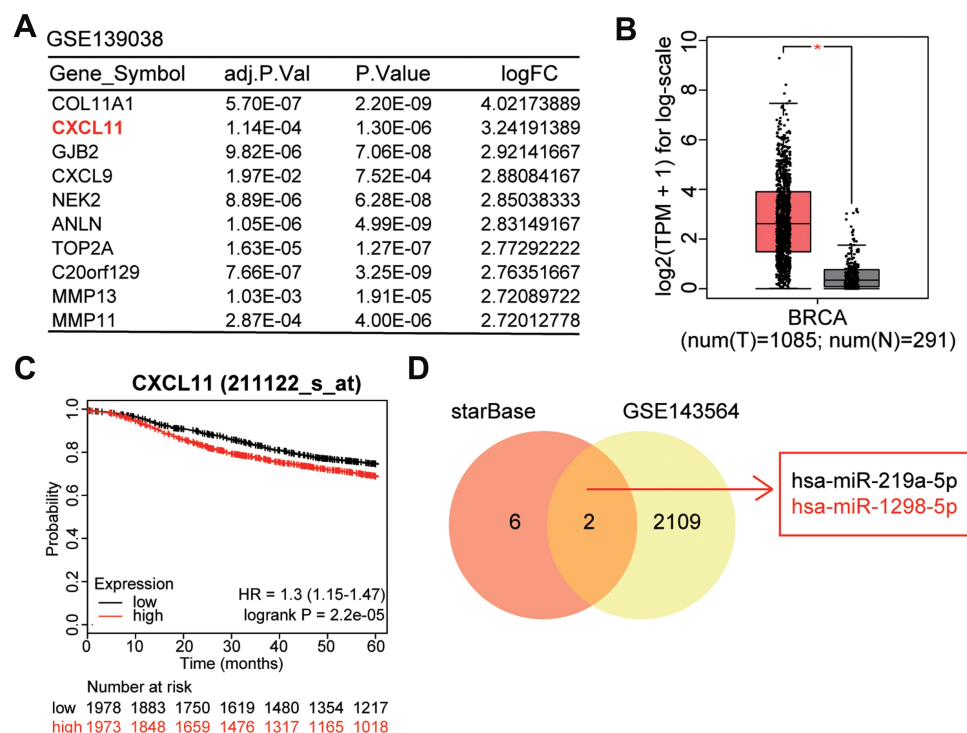 A
GSE139038
Gene_Symbol adj.P.Val P.Value logFC
COL11A1 5.70E-07 2.20E-09 4.02173889
CXCL11 1.14E-04 1.30E-06 3.24191389
GJB2 9.82E-06 7.06E-08 2.92141667
CXCL9 1.97E-02 7.52E-04 2.88084167
NEK2 8.89E-06 6.28E-08 2.85038333
ANLN 1.05E-06 4.99E-09 2.83149167
TOP2A 1.63E-05 1.27E-07 2.77292222
C20orf129 7.66E-07 3.25E-09 2.76351667
MMP13 1.03E-03 1.91E-05 2.72089722
MMP11 2.87E-04 4.00E-06 2.72012778
B
log2(TPM + 1) for log-scale
10
8
6
4
2
0
*
BRCA
(num(T)=1085; num(N)=291)
C
CXCL11 (211122_s_at)
Probability
1.0
0.8
0.6
0.4
0.2
0.0
Expression
low
high
HR = 1.3 (1.15-1.47)
logrank P = 2.2e-05
0 10 20 30 40 50 60
Time (months)
Number at risk
low 1978 1883 1750 1619 1480 1354 1217
high 1973 1848 1659 1476 1317 1165 1018
D
starBase GSE143564
6 2 2109
hsa-miR-219a-5p
hsa-miR-1298-5p